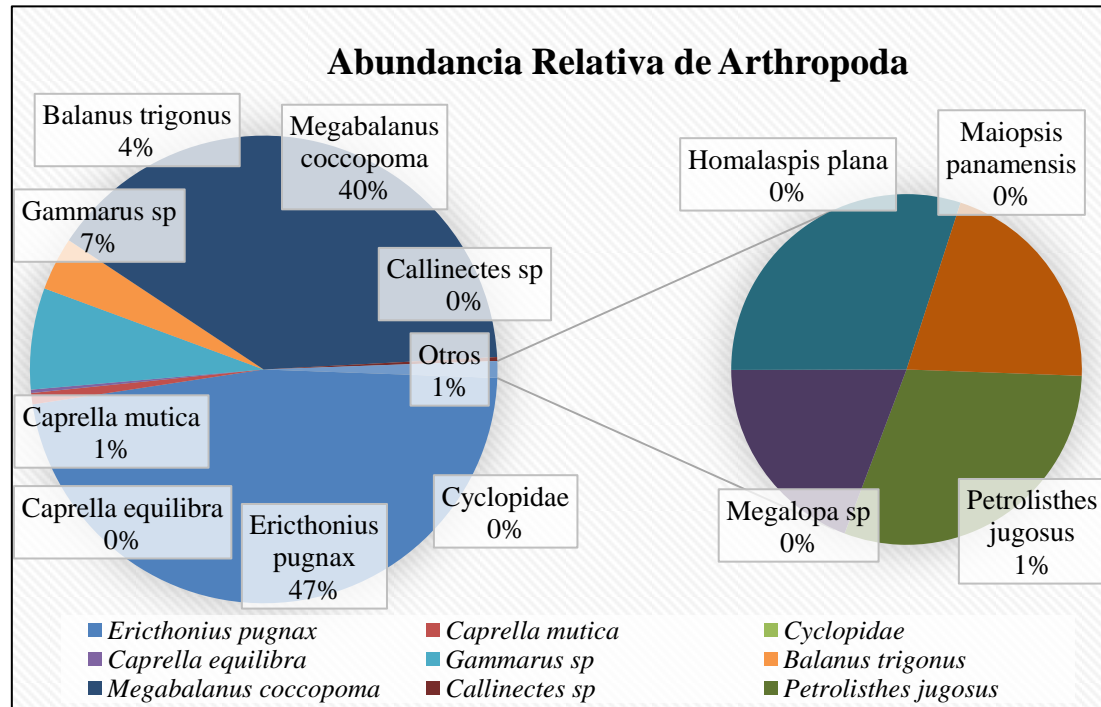 Abundancia Relativa de Arthropoda
Balanus trigonus
4%
Megabalanus
coccopoma
40%
Gammarus sp
7%
Callinectes sp
0%
Otros
1%
Caprella mutica
1%
Caprella equilibra
0%
Ericthonius
pugnax
47%
Cyclopidae
0%
Homalaspis plana
0%
Maiopsis
panamensis
0%
Megalopa sp
0%
Petrolisthes
jugosus
1%
Ericthonius pugnax Caprella mutica Cyclopidae
Caprella equilibra Gammarus sp Balanus trigonus
Megabalanus coccopoma Callinectes sp Petrolisthes jugosus